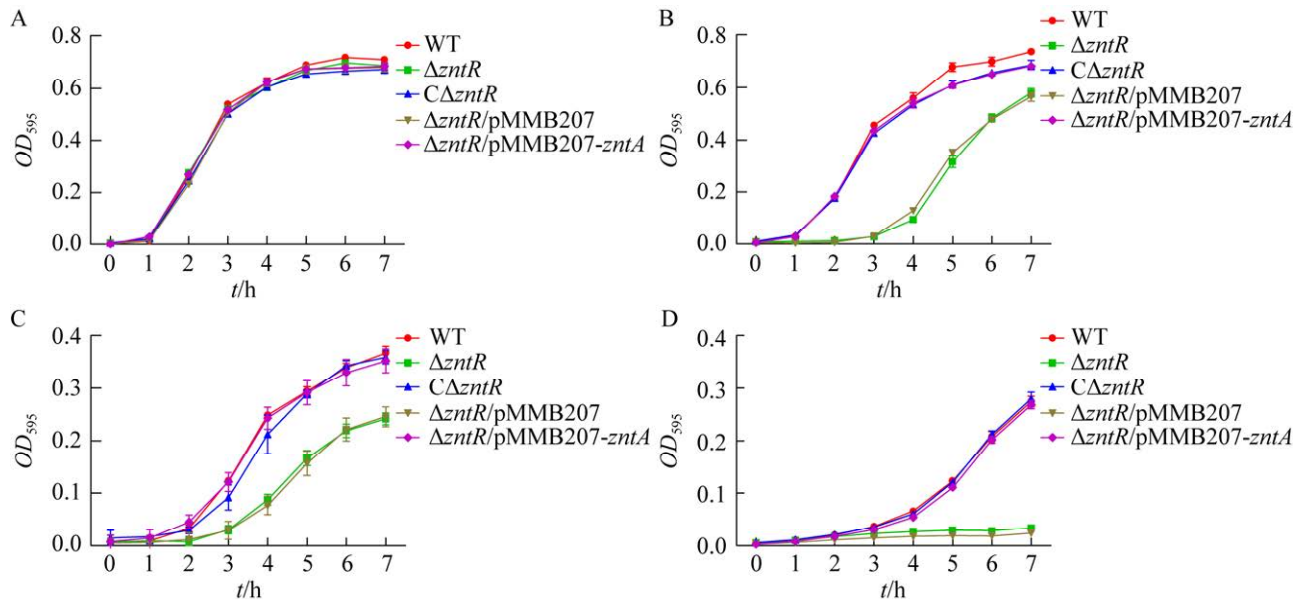 A
0.8
0.6
0.4
0.2
0.0
OD595
0 1 2 3 4 5 6 7
t/h
WT
ΔzntR
CΔzntR
ΔzntR/pMMB207
ΔzntR/pMMB207-zntA
B
0.8
0.6
0.4
0.2
0.0
OD595
0 1 2 3 4 5 6 7
t/h
WT
ΔzntR
CΔzntR
ΔzntR/pMMB207
ΔzntR/pMMB207-zntA
C
0.4
0.3
0.2
0.1
0.0
OD595
0 1 2 3 4 5 6 7
t/h
WT
ΔzntR
CΔzntR
ΔzntR/pMMB207
ΔzntR/pMMB207-zntA
D
0.4
0.3
0.2
0.1
0.0
OD595
0 1 2 3 4 5 6 7
t/h
WT
ΔzntR
CΔzntR
ΔzntR/pMMB207
ΔzntR/pMMB207-zntA